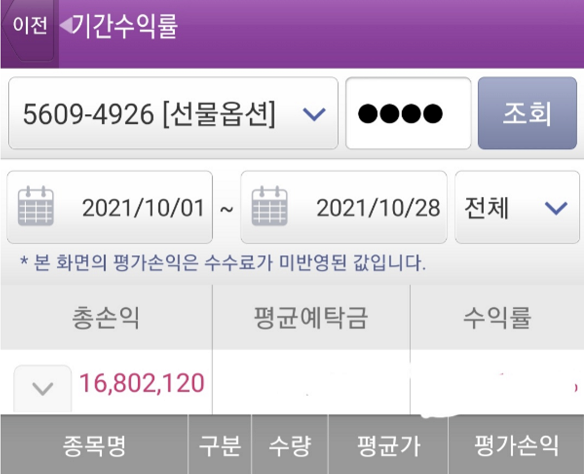 이전 기간수익률
5609-4926 [선물옵션] ●●●● 조회
2021/10/01 ~ 2021/10/28 전체
* 본 화면의 평가손익은 수수료가 미반영된 값입니다.
총손익 평균예탁금 수익률
16,802,120
종목명 구분 수량 평균가 평가손익